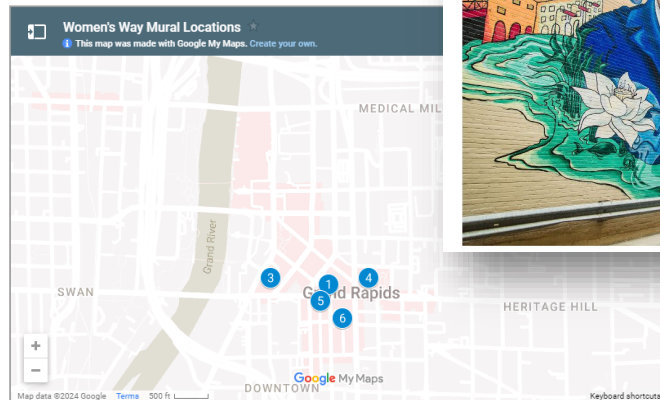 Women's Way Mural Locations
This map was made with Google My Maps. Create your own.
MEDICAL MIL
Grand River
3
1
4
Grand Rapids
5
SWAN
HERITAGE HILL
6
+
−
Google My Maps
DOWNTOWN
Map data ©2024 Google Terms 500 ft
Keyboard shortcuts